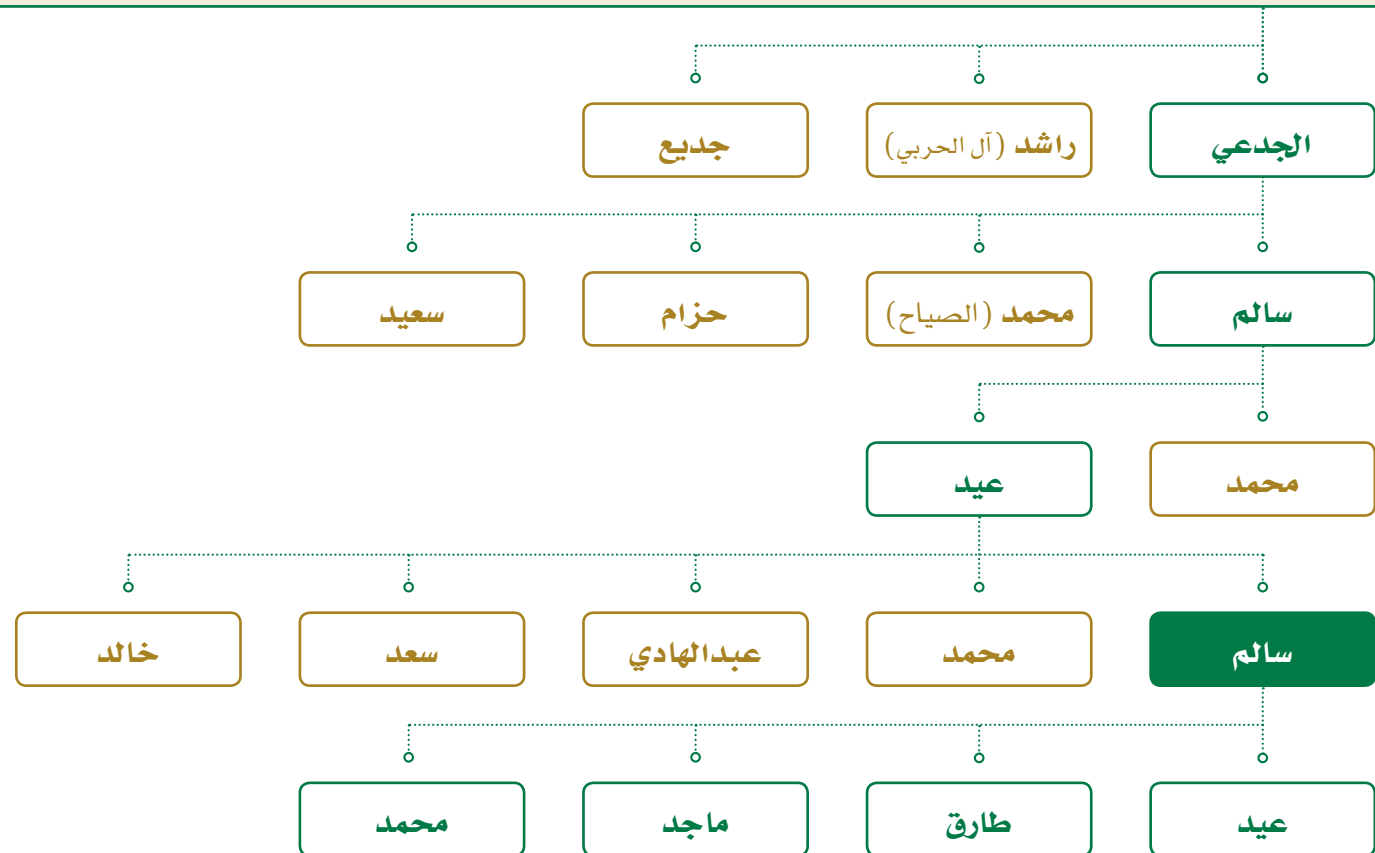 الجدعي
راشد (آل الحربي)
جديع
سالم
محمد (الصياح)
حزام
سعيد
محمد
عيد
سالم
محمد
عبدالهادي
سعد
خالد
عيد
طارق
ماجد
محمد